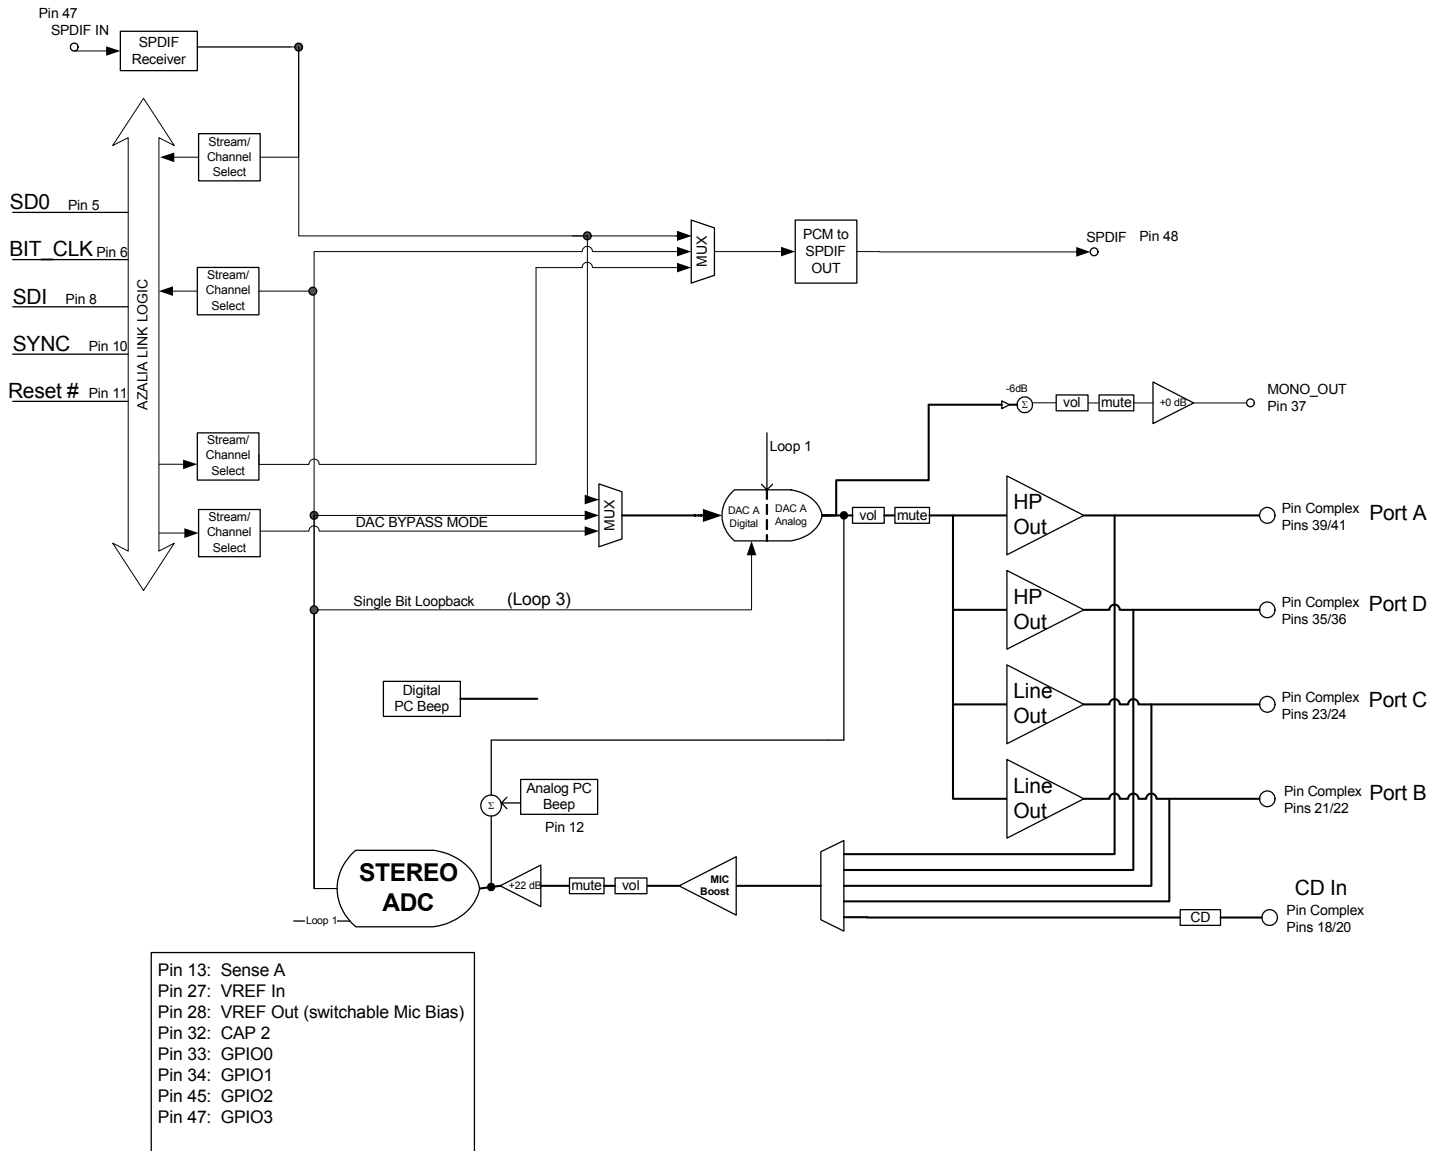 Pin 47
SPDIF IN
SPDIF
Receiver
Stream/
Channel
Select
SD0 Pin 5
BIT_CLK Pin 6
SDI Pin 8
SYNC Pin 10
Reset # Pin 11
AZALIA LINK LOGIC
Stream/
Channel
Select
MUX
PCM to
SPDIF
OUT
SPDIF Pin 48
Stream/
Channel
Select
Stream/
Channel
Select
DAC BYPASS MODE
MUX
Loop 1
DAC A
Digital
DAC A
Analog
-6dB
Σ
vol
mute
+0 dB
MONO_OUT
Pin 37
vol
mute
HP
Out
Pin Complex
Pins 39/41
Port A
Single Bit Loopback (Loop 3)
HP
Out
Pin Complex
Pins 35/36
Port D
Digital
PC Beep
Line
Out
Pin Complex
Pins 23/24
Port C
Σ
Analog PC
Beep
Pin 12
Line
Out
Pin Complex
Pins 21/22
Port B
STEREO
ADC
Loop 1
+22 dB
mute
vol
MIC
Boost
CD
CD In
Pin Complex
Pins 18/20
Pin 13: Sense A
Pin 27: VREF In
Pin 28: VREF Out (switchable Mic Bias)
Pin 32: CAP 2
Pin 33: GPIO0
Pin 34: GPIO1
Pin 45: GPIO2
Pin 47: GPIO3